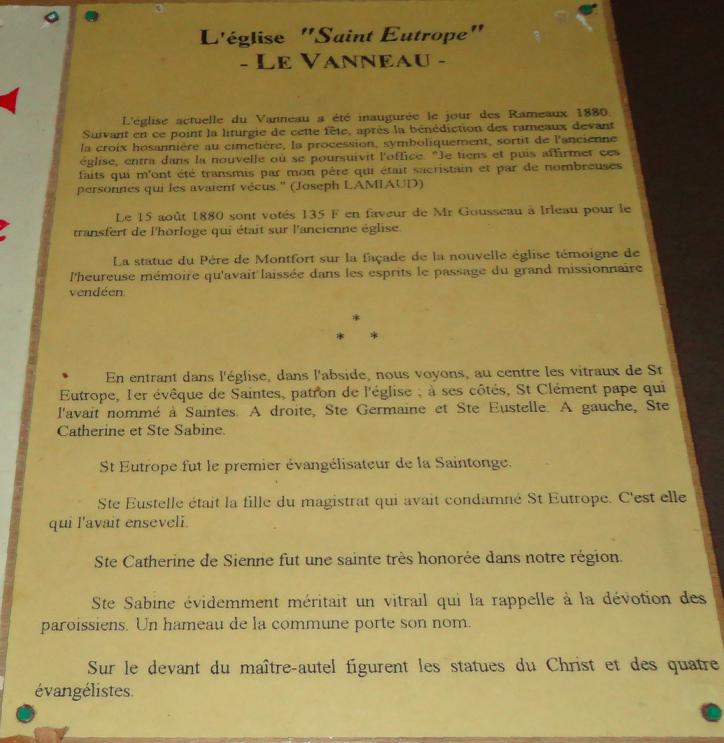 L'église "Saint Eutrope"
- LE VANNEAU -
L'église actuelle du Vanneau a été inaugurée le jour des Rameaux 1880.
Suivant en ce point la liturgie de cette fête, après la bénédiction des rameaux devant
la croix hosannière au cimetière, la procession, symboliquement, sortit de l'ancienne
église, entra dans la nouvelle où se poursuivit l'office. "Je tiens et puis affirmer ces
faits qui m'ont été transmis par mon père qui était sacristain et par de nombreuses
personnes qui les avaient vécus." (Joseph LAMIAUD)
Le 15 août 1880 sont votés 135 F en faveur de Mr Gousseau à Irleau pour le
transfert de l'horloge qui était sur l'ancienne église.
La statue du Père de Montfort sur la façade de la nouvelle église témoigne de
l'heureuse mémoire qu'avait laissée dans les esprits le passage du grand missionnaire
vendéen.
*
* *
En entrant dans l'église, dans l'abside, nous voyons, au centre les vitraux de St
Eutrope, 1er évêque de Saintes, patron de l'église ; à ses côtés, St Clément pape qui
l'avait nommé à Saintes. A droite, Ste Germaine et Ste Eustelle. A gauche, Ste
Catherine et Ste Sabine.
St Eutrope fut le premier évangélisateur de la Saintonge.
Ste Eustelle était la fille du magistrat qui avait condamné St Eutrope. C'est elle
qui l'avait enseveli.
Ste Catherine de Sienne fut une sainte très honorée dans notre région.
Ste Sabine évidemment méritait un vitrail qui la rappelle à la dévotion des
paroissiens. Un hameau de la commune porte son nom.
Sur le devant du maître-autel figurent les statues du Christ et des quatre
évangélistes.